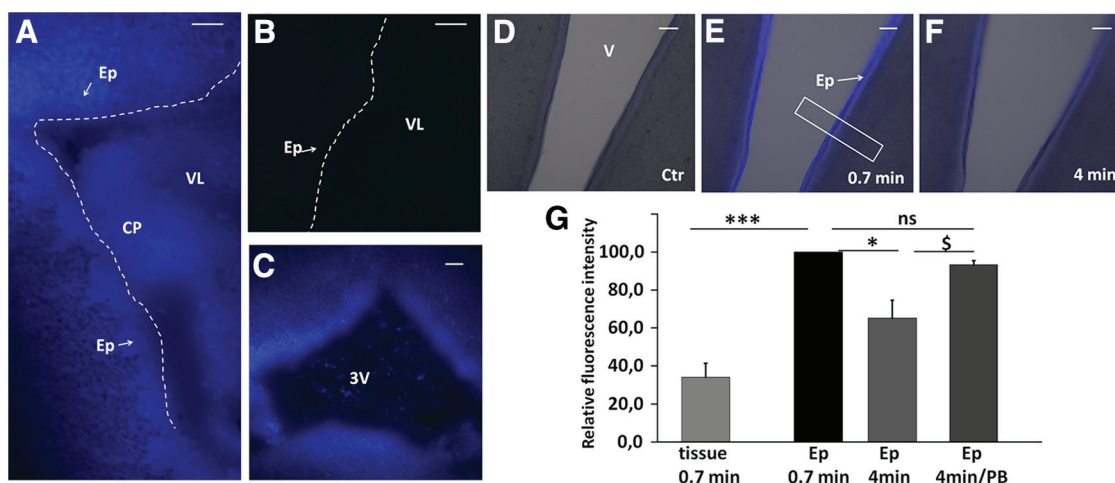 A
Ep
VL
CP
Ep
B
Ep
VL
C
3V
D
V
Ctr
E
Ep
0.7 min
F
4 min
G
Relative fluorescence intensity
100,0
80,0
60,0
40,0
20,0
0,0
***
ns
*
$
tissue
0.7 min
Ep
0.7 min
Ep
4min
Ep
4min/PB